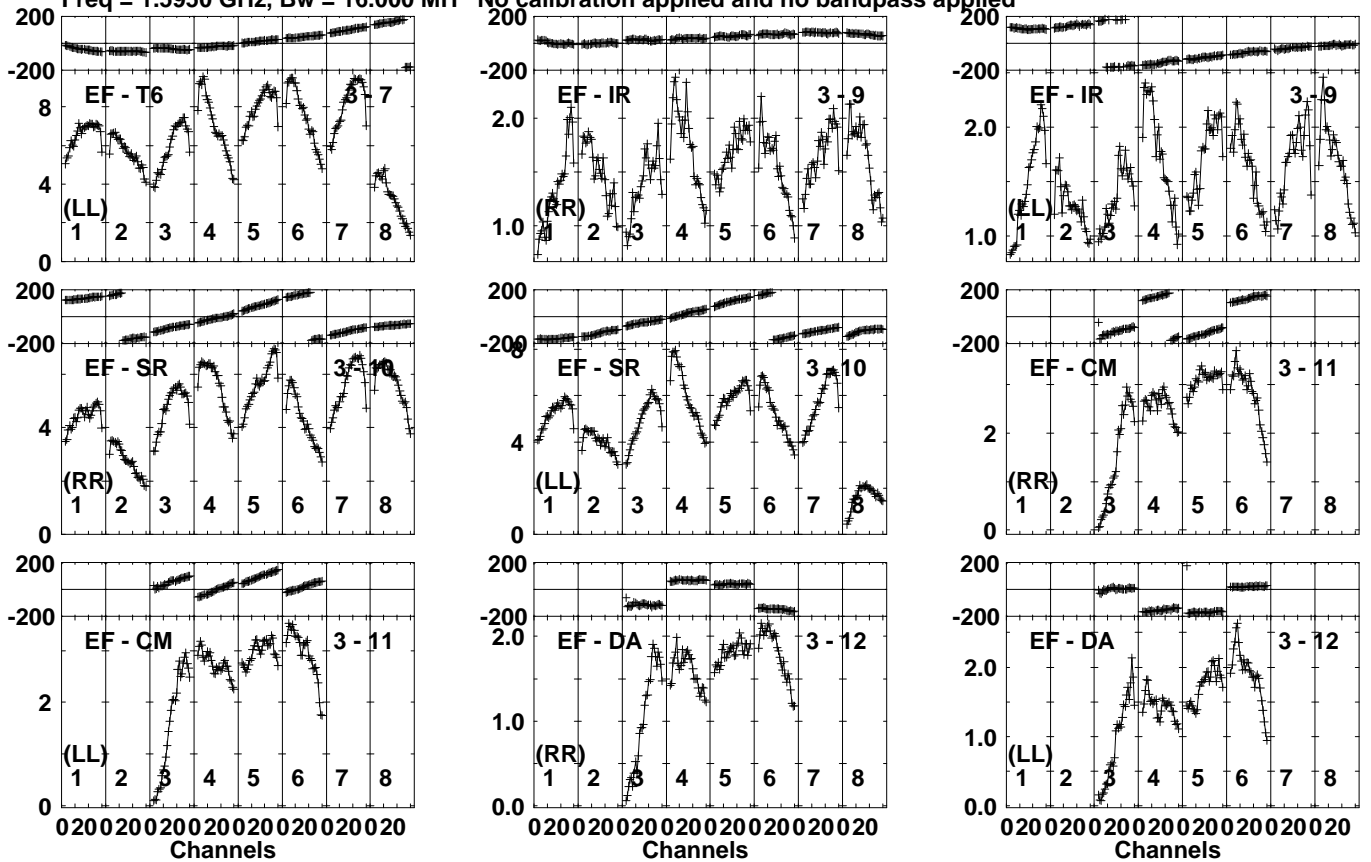 Freq = 1.5950 GHz, Bw = 16.000 MH No calibration applied and no bandpass applied
200 200 200
-200 -200 -200
EF - T6 3 - 7 EF - IR 3 - 9 EF - IR 3 - 9
8 2.0 2.0
4 1.0 1.0
0
(LL) (RR) (LL)
1 2 3 4 5 6 7 8 1 2 3 4 5 6 7 8 1 2 3 4 5 6 7 8
200 200 200
-200 -200 -200
8
EF - SR 3 - 10 EF - SR 3 - 10 EF - CM 3 - 11
4 4 2
(RR) (LL) (RR)
1 2 3 4 5 6 7 8 1 2 3 4 5 6 7 8 1 2 3 4 5 6 7 8
0 0 0
200 200 200
-200 -200 -200
EF - CM 3 - 11 EF - DA 3 - 12 EF - DA 3 - 12
2 2.0 2.0
1.0 1.0
(LL) (RR) (LL)
1 2 3 4 5 6 7 8 1 2 3 4 5 6 7 8 1 2 3 4 5 6 7 8
0 0.0 0.0
0 20 0 20 0 20 0 20 0 20 0 20 0 20 0 20 0 20 0 20 0 20 0 20 0 20 0 20 0 20 0 20 0 20 0 20 0 20 0 20 0 20 0 20 0 20 0 20
Channels Channels Channels